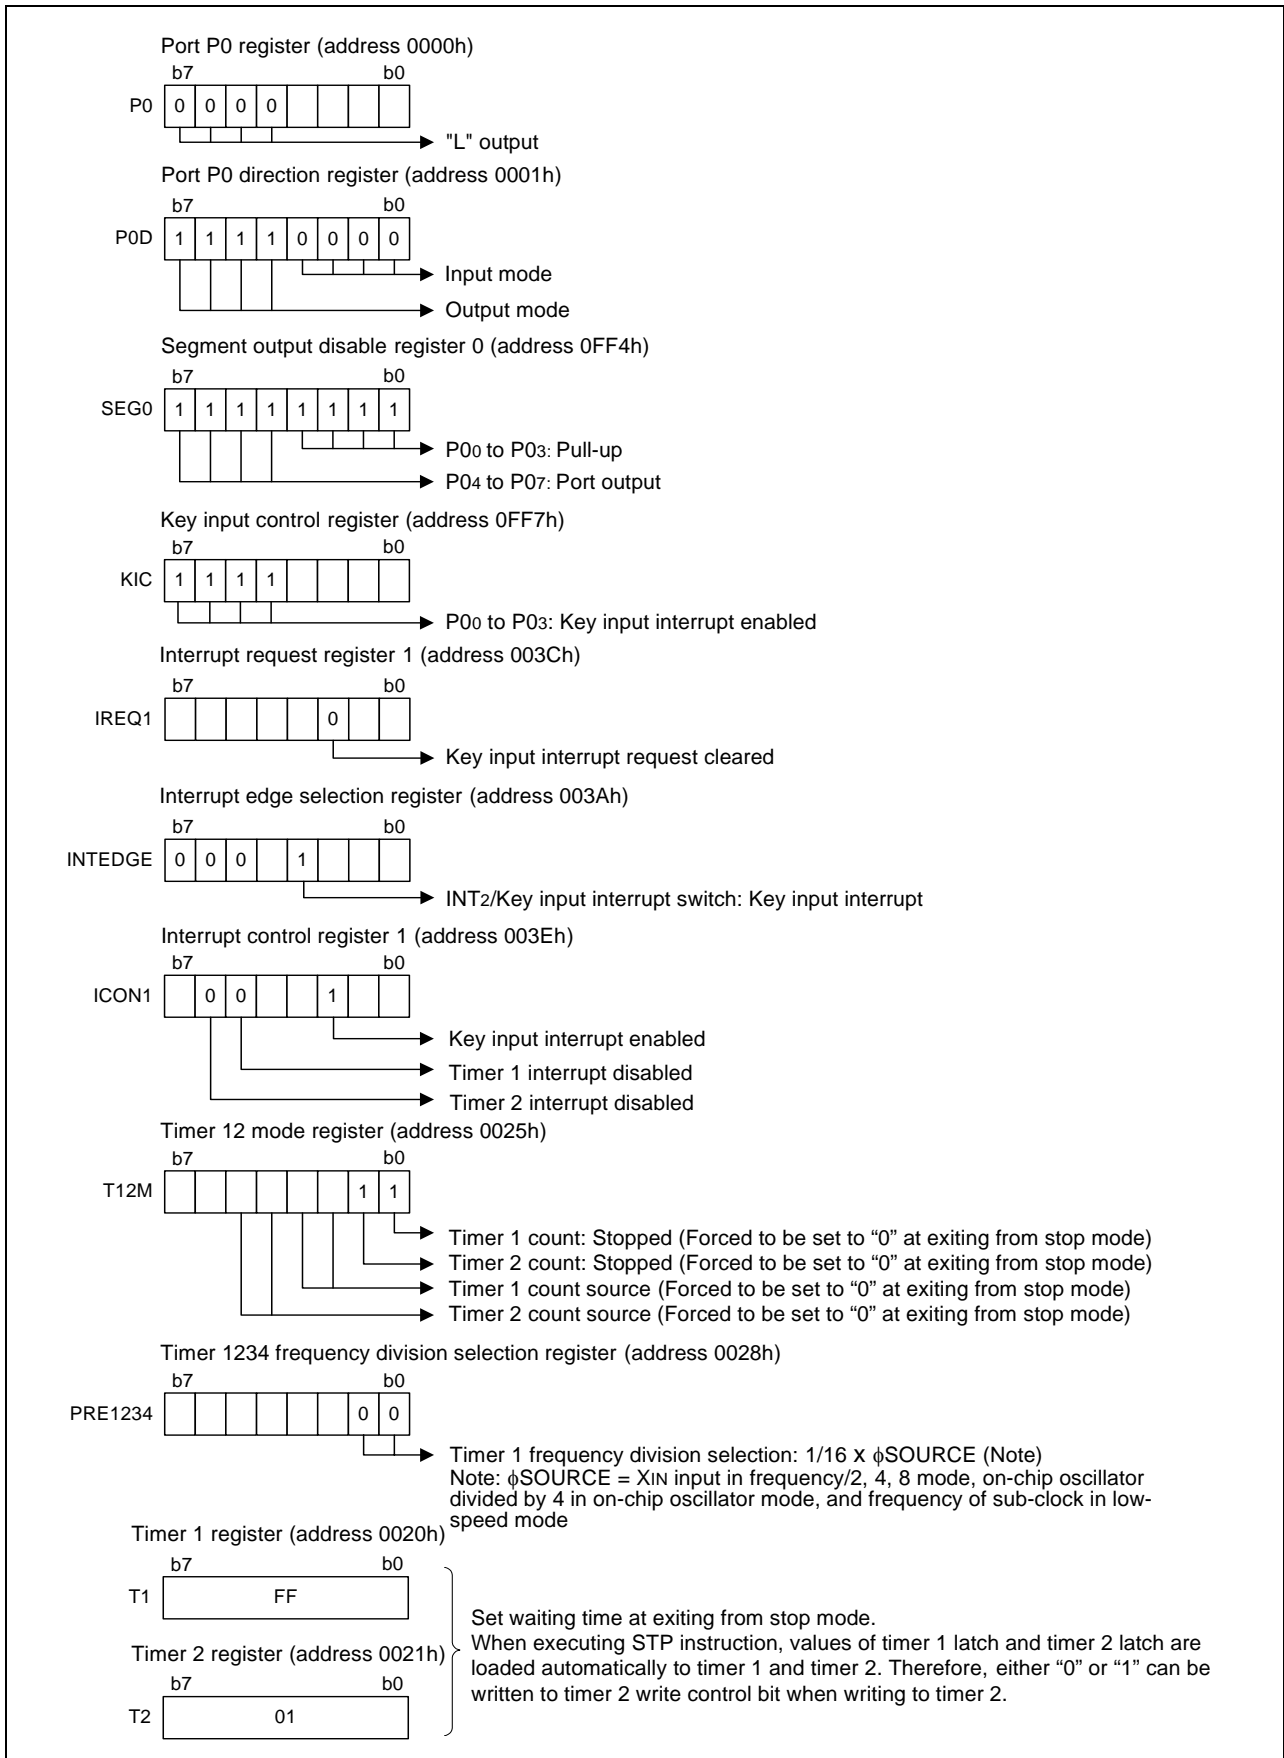 Port P0 register (address 0000h)
b7 b0
P0 0 0 0 0
"L" output
Port P0 direction register (address 0001h)
b7 b0
P0D 1 1 1 1 0 0 0 0
Input mode
Output mode
Segment output disable register 0 (address 0FF4h)
b7 b0
SEG0 1 1 1 1 1 1 1 1
P00 to P03: Pull-up
P04 to P07: Port output
Key input control register (address 0FF7h)
b7 b0
KIC 1 1 1 1
P00 to P03: Key input interrupt enabled
Interrupt request register 1 (address 003Ch)
b7 b0
IREQ1 0
Key input interrupt request cleared
Interrupt edge selection register (address 003Ah)
b7 b0
INTEDGE 0 0 0 1
INT2/Key input interrupt switch: Key input interrupt
Interrupt control register 1 (address 003Eh)
b7 b0
ICON1 0 0 1
Key input interrupt enabled
Timer 1 interrupt disabled
Timer 2 interrupt disabled
Timer 12 mode register (address 0025h)
b7 b0
T12M 1 1
Timer 1 count: Stopped (Forced to be set to “0” at exiting from stop mode)
Timer 2 count: Stopped (Forced to be set to “0” at exiting from stop mode)
Timer 1 count source (Forced to be set to “0” at exiting from stop mode)
Timer 2 count source (Forced to be set to “0” at exiting from stop mode)
Timer 1234 frequency division selection register (address 0028h)
b7 b0
PRE1234 0 0
Timer 1 frequency division selection: 1/16 x ϕSOURCE (Note)
Note: ϕSOURCE = XIN input in frequency/2, 4, 8 mode, on-chip oscillator
divided by 4 in on-chip oscillator mode, and frequency of sub-clock in low-
speed mode
Timer 1 register (address 0020h)
b7 b0
T1 FF
Set waiting time at exiting from stop mode.
When executing STP instruction, values of timer 1 latch and timer 2 latch are
loaded automatically to timer 1 and timer 2. Therefore, either “0” or “1” can be
written to timer 2 write control bit when writing to timer 2.
Timer 2 register (address 0021h)
b7 b0
T2 01